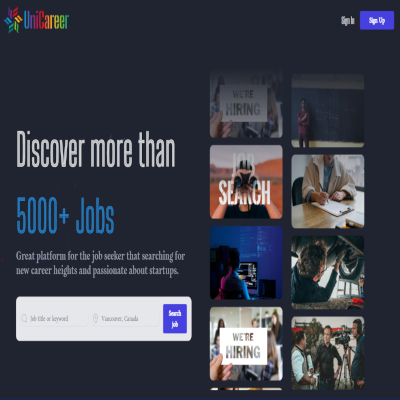 UniCareer
Sign In
Sign Up
WE'RE
HIRING
Discover more than
JOB
SEARCH
5000+ Jobs
Great platform for the job seeker that searching for
new career heights and passionate about startups.
Job title or keyword
Vancouver, Canada
Search
job
WE'RE
HIRING